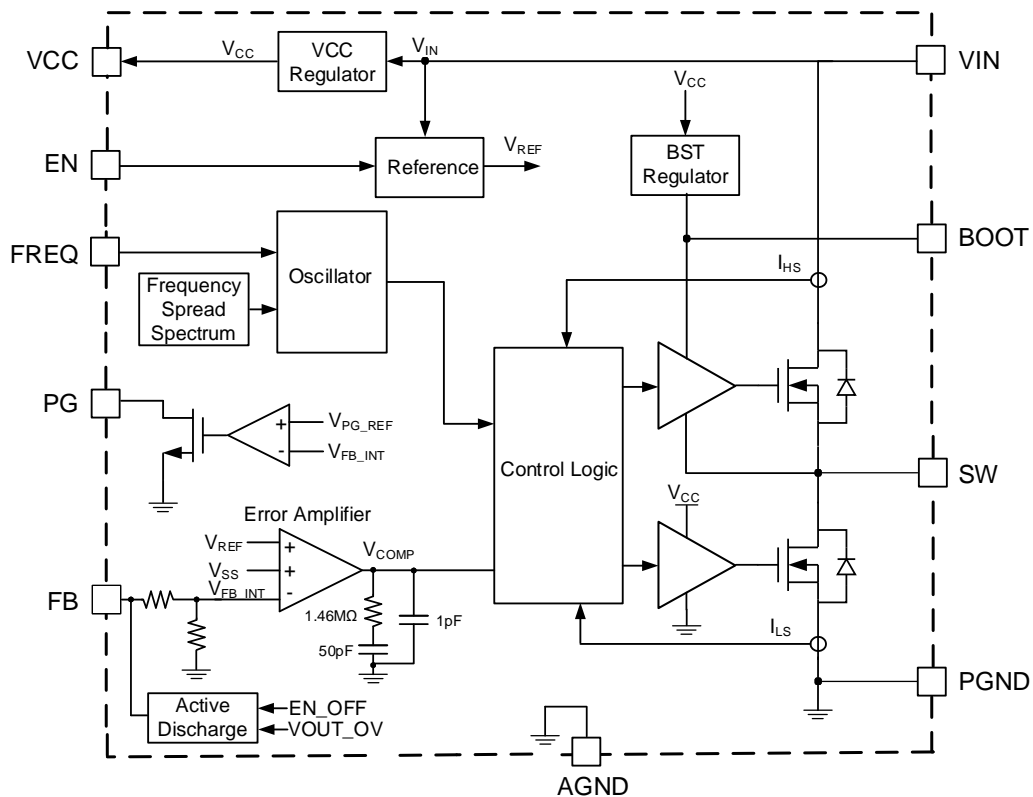 VCC
V_CC
VCC
Regulator
V_IN
VIN
EN
Reference
V_REF
V_CC
BST
Regulator
BOOT
FREQ
Oscillator
Frequency
Spread
Spectrum
I_HS
PG
+
-
V_PG_REF
V_FB_INT
Control Logic
SW
Error Amplifier
V_REF
V_SS
V_FB_INT
+
+
-
V_COMP
V_CC
FB
1.46MΩ
1pF
50pF
I_LS
PGND
Active
Discharge
EN_OFF
VOUT_OV
AGND